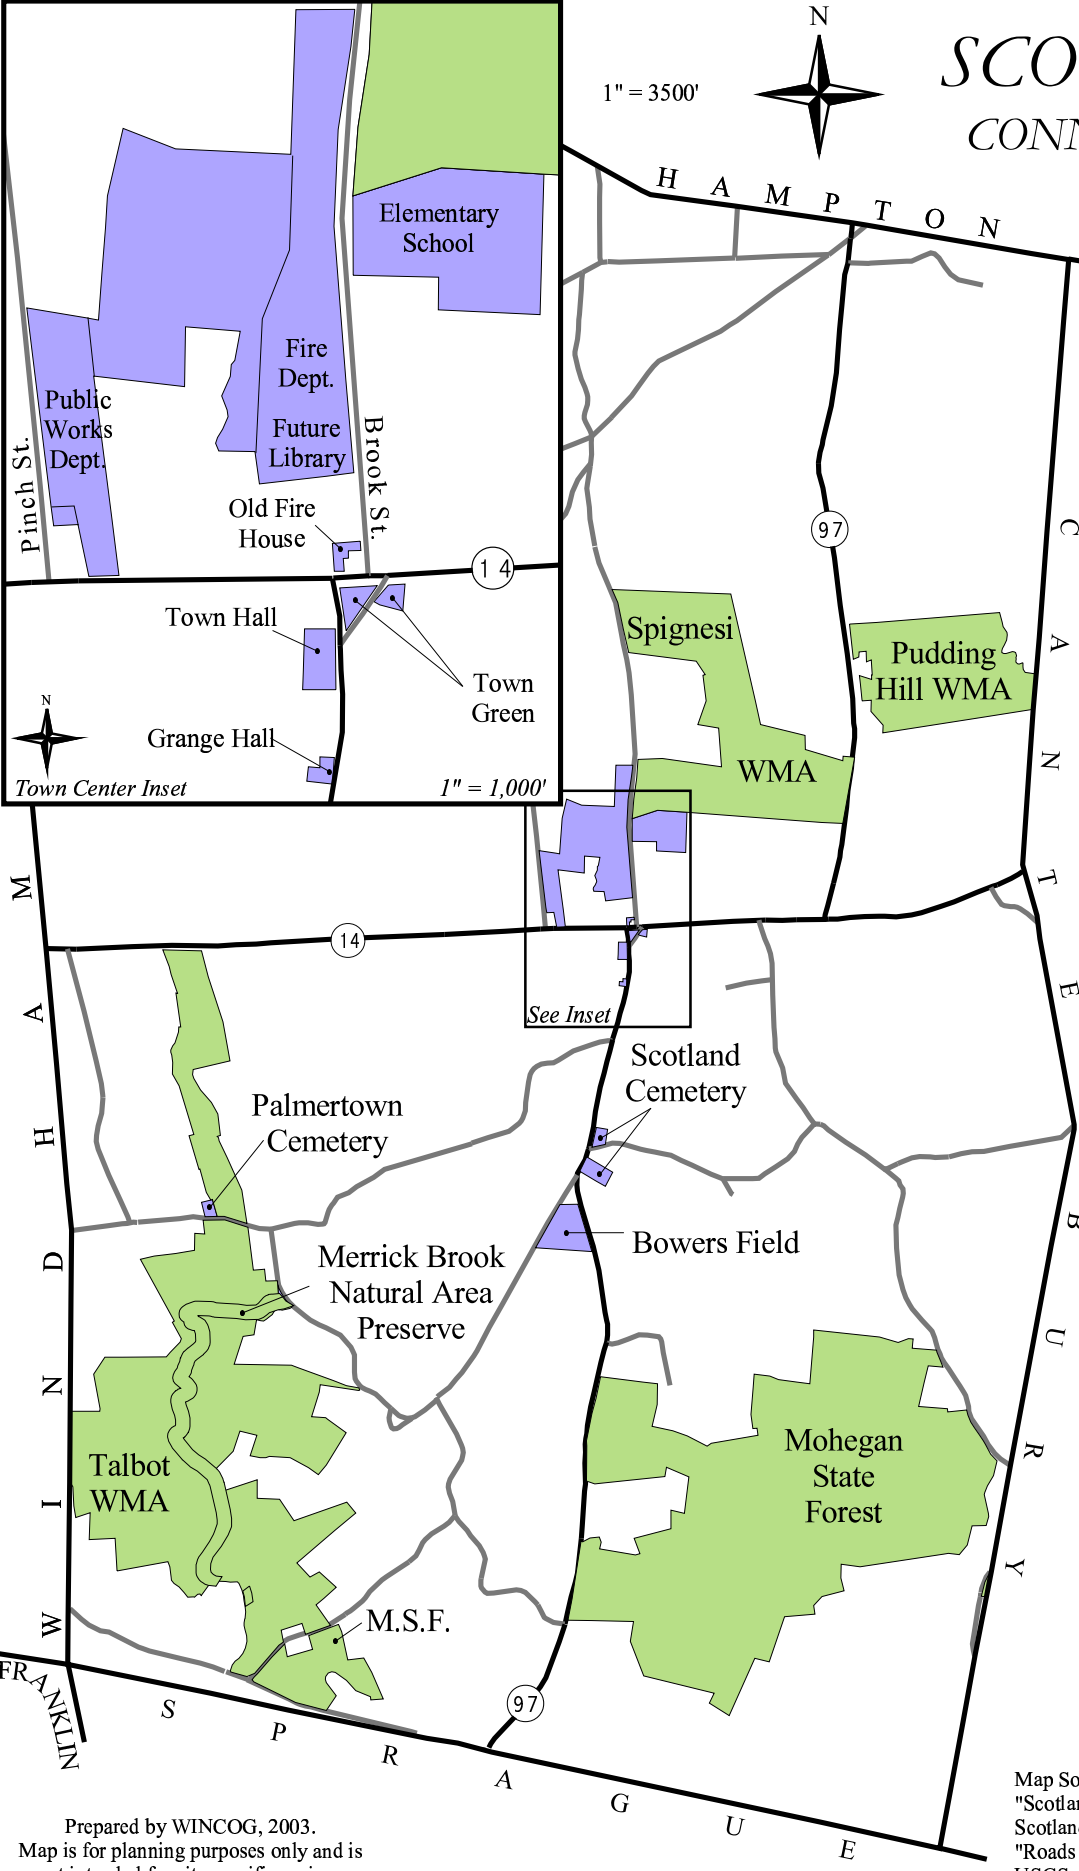 N
1" = 3500'
SCO
CONN
HAMPTON
Elementary
School
Fire
Dept.
Future
Library
Public
Works
Dept.
Pinch St.
Brook St.
Old Fire
House
14
Town Hall
Town
Green
Grange Hall
N
Town Center Inset
1" = 1,000'
97
Spignesi
WMA
Pudding
Hill WMA
CANTERBURY
14
See Inset
Scotland
Cemetery
Palmertown
Cemetery
Bowers Field
Merrick Brook
Natural Area
Preserve
WINDHAM
Talbot
WMA
Mohegan
State
Forest
M.S.F.
97
FRANKLIN
SPRAGUE
Prepared by WINCOG, 2003.
Map is for planning purposes only and is
Map So
"Scotla
Scotlan
"Roads